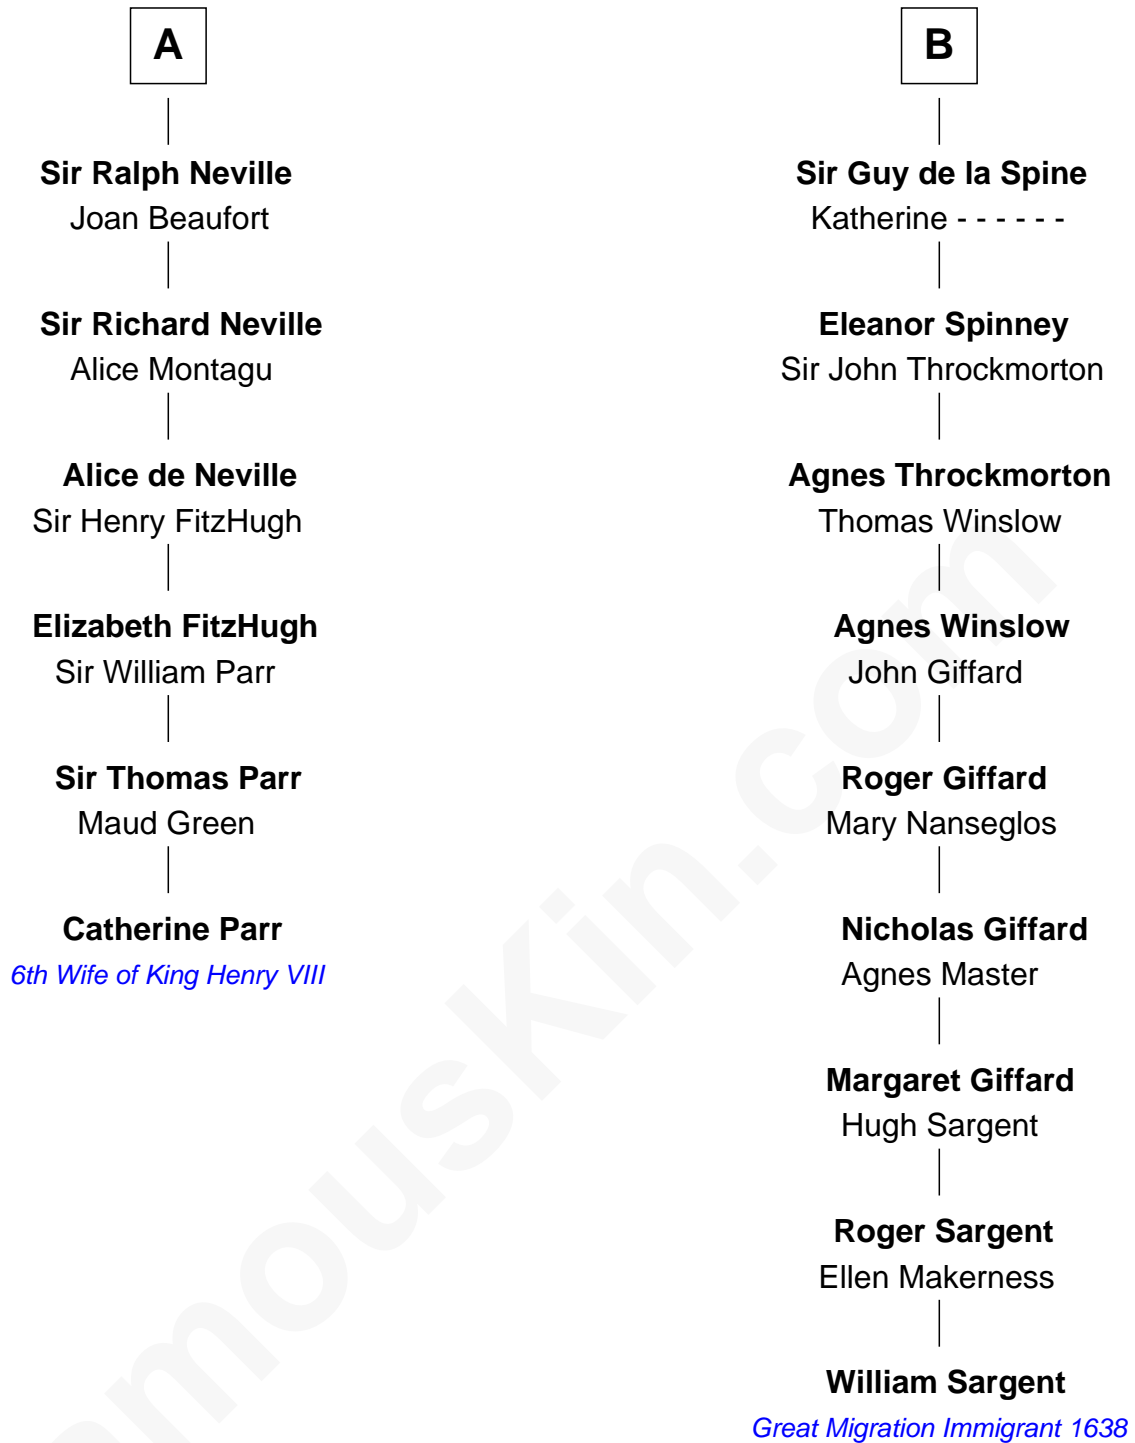 A
Sir Ralph Neville
Joan Beaufort
Sir Richard Neville
Alice Montagu
Alice de Neville
Sir Henry FitzHugh
Elizabeth FitzHugh
Sir William Parr
Sir Thomas Parr
Maud Green
Catherine Parr
6th Wife of King Henry VIII
B
Sir Guy de la Spine
Katherine - - - - - -
Eleanor Spinney
Sir John Throckmorton
Agnes Throckmorton
Thomas Winslow
Agnes Winslow
John Giffard
Roger Giffard
Mary Nanseglos
Nicholas Giffard
Agnes Master
Margaret Giffard
Hugh Sargent
Roger Sargent
Ellen Makerness
William Sargent
Great Migration Immigrant 1638
amouskin.com